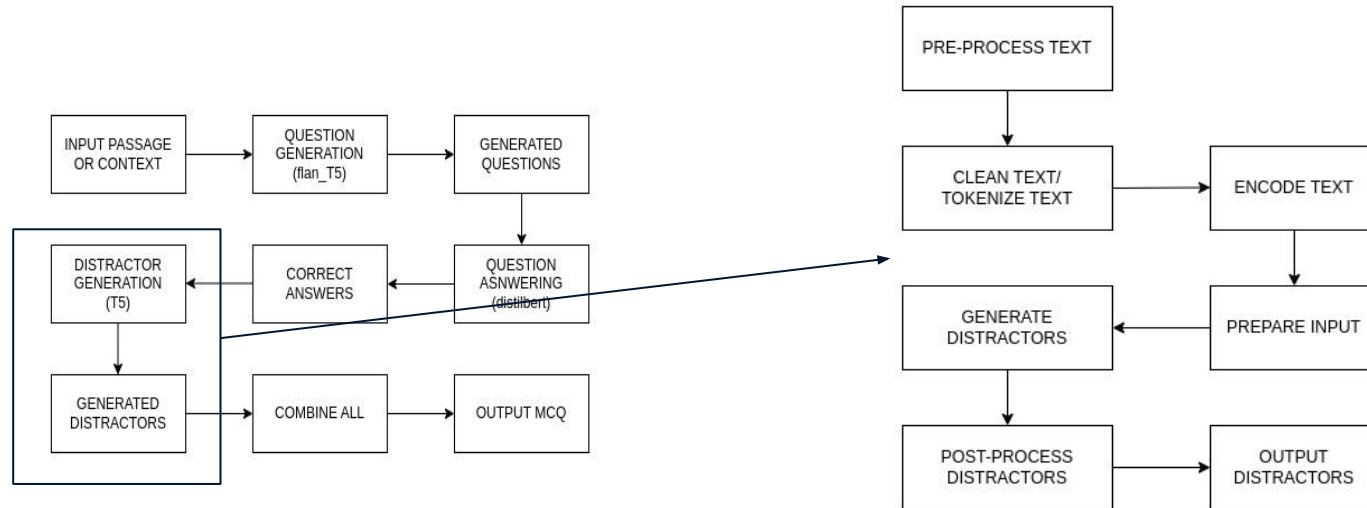 INPUT PASSAGE
OR CONTEXT
QUESTION
GENERATION
(flan_T5)
GENERATED
QUESTIONS
DISTRACTOR
GENERATION
(T5)
CORRECT
ANSWERS
QUESTION
ASNWERING
(distilbert)
GENERATED
DISTRACTORS
COMBINE ALL
OUTPUT MCQ
PRE-PROCESS TEXT
CLEAN TEXT/
TOKENIZE TEXT
ENCODE TEXT
GENERATE
DISTRACTORS
PREPARE INPUT
POST-PROCESS
DISTRACTORS
OUTPUT
DISTRACTORS